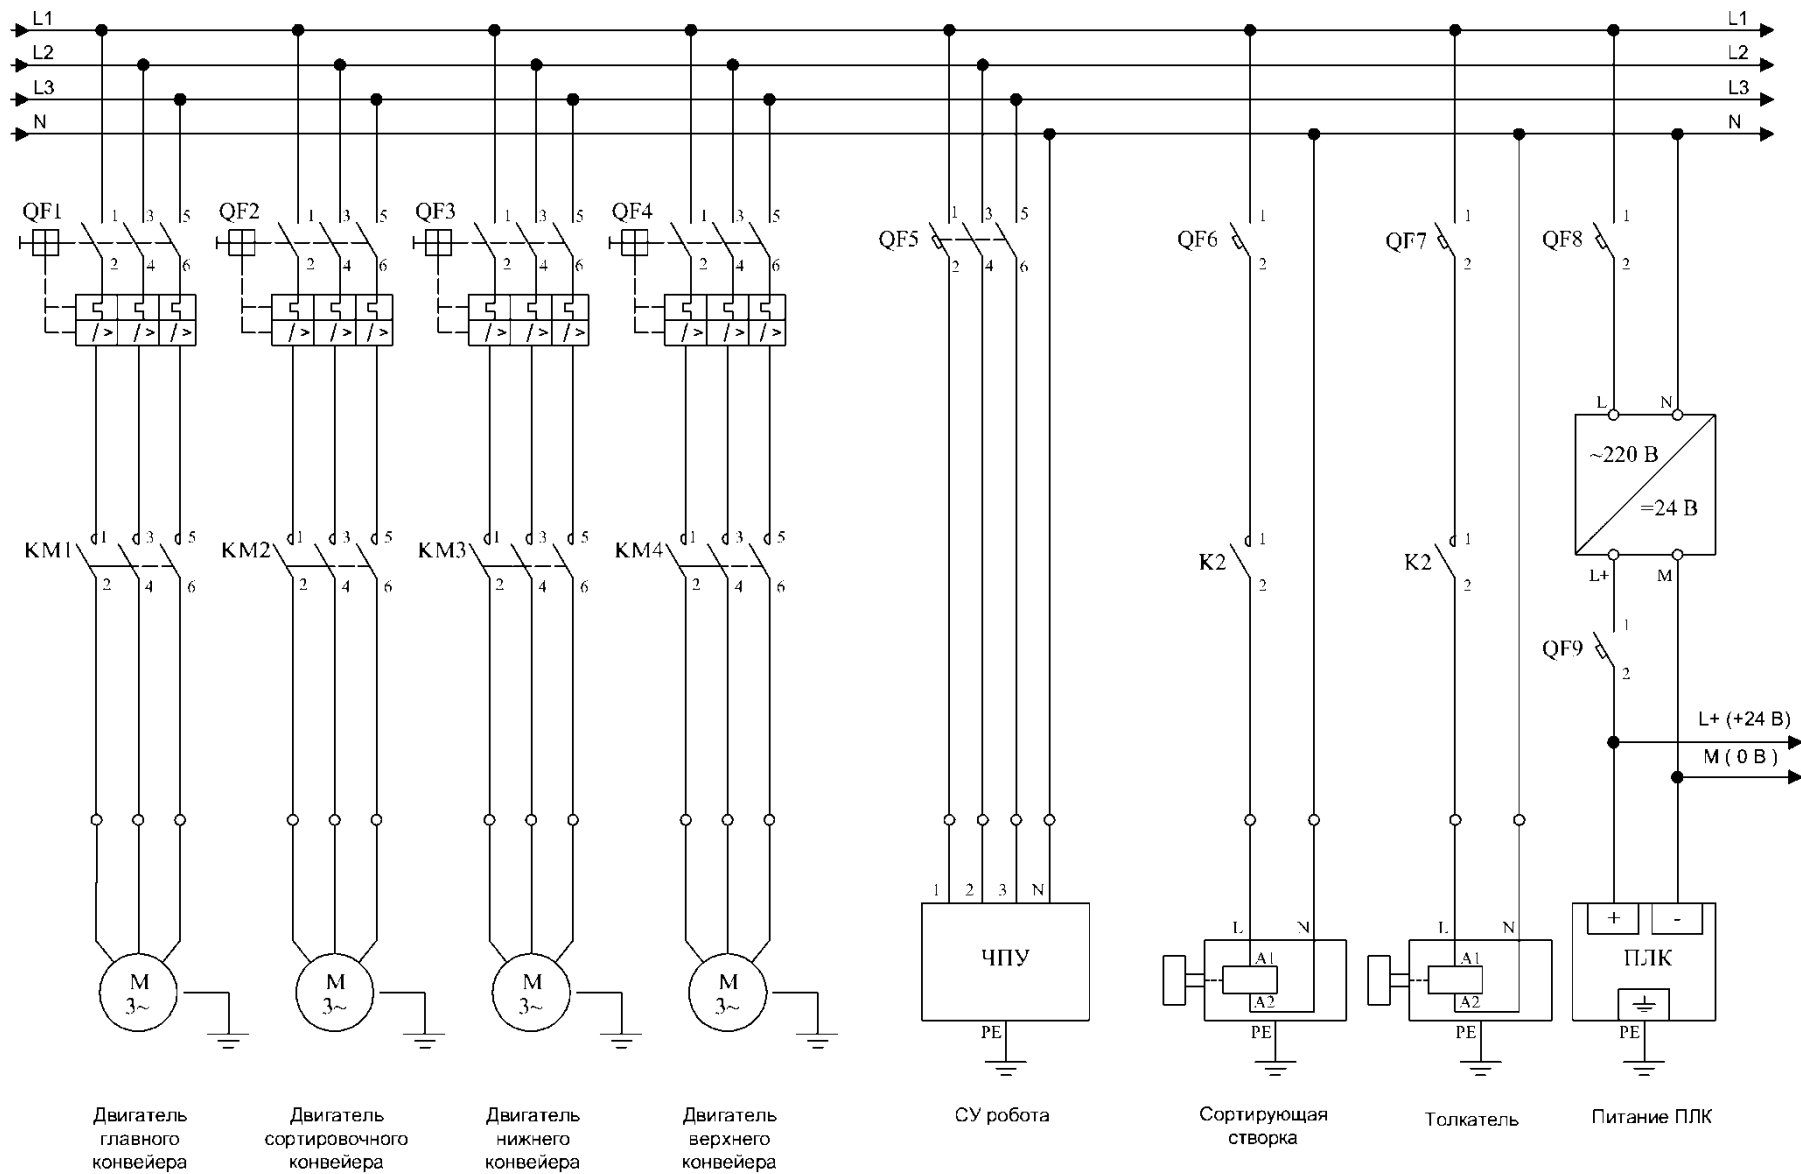 L1 L1
L2 L2
L3 L3
N N
QF1 1 3 5 QF2 1 3 5 QF3 1 3 5 QF4 1 3 5 QF5 1 3 5 QF6 1 QF7 1 QF8 1
2 4 6 2 4 6 2 4 6 2 4 6 2 4 6 2 2 2
I> I> I> I> I> I> I> I> I> I> I> I>
L N
~220 В
=24 В
KM1 1 3 5 KM2 1 3 5 KM3 1 3 5 KM4 1 3 5 K2 1 K2 1
2 4 6 2 4 6 2 4 6 2 4 6 2 2
L+ M
QF9 1
2
L+ (+24 В)
М ( 0 В )
1 2 3 N
L N L N
+ -
M M M M ЧПУ A1 A1 ПЛК
3~ 3~ 3~ 3~ A2 A2
PE PE PE PE
Двигатель
главного
конвейера
Двигатель
сортировочного
конвейера
Двигатель
нижнего
конвейера
Двигатель
верхнего
конвейера
СУ робота
Сортирующая
створка
Толкатель
Питание ПЛК